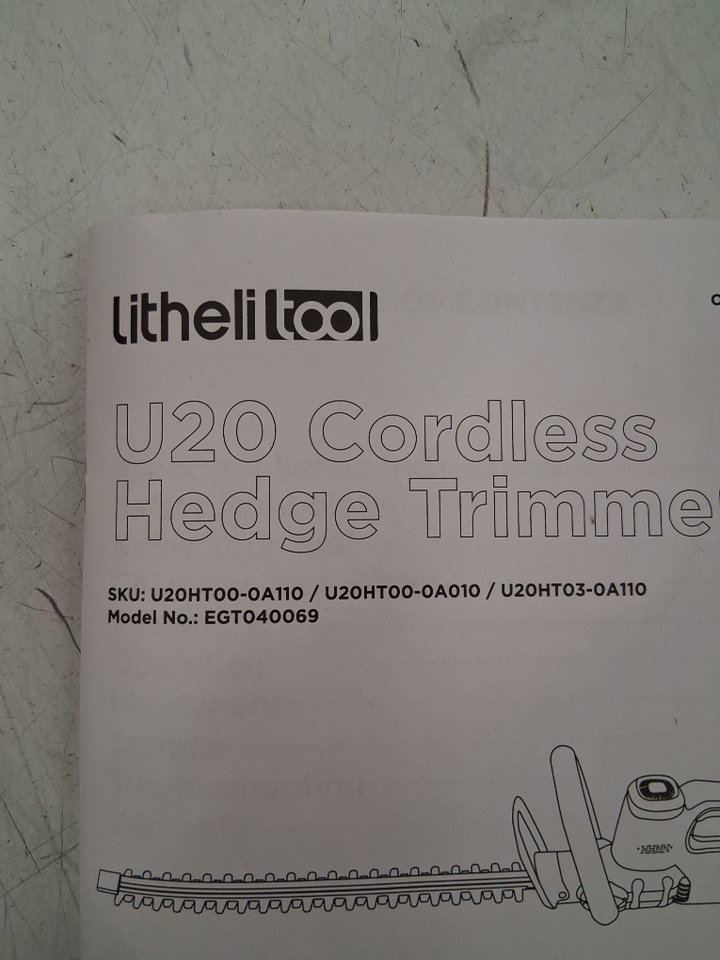 litheli tool
U20 Cordless
Hedge Trimme
SKU: U20HT00-0A110 / U20HT00-0A010 / U20HT03-0A110
Model No.: EGT040069